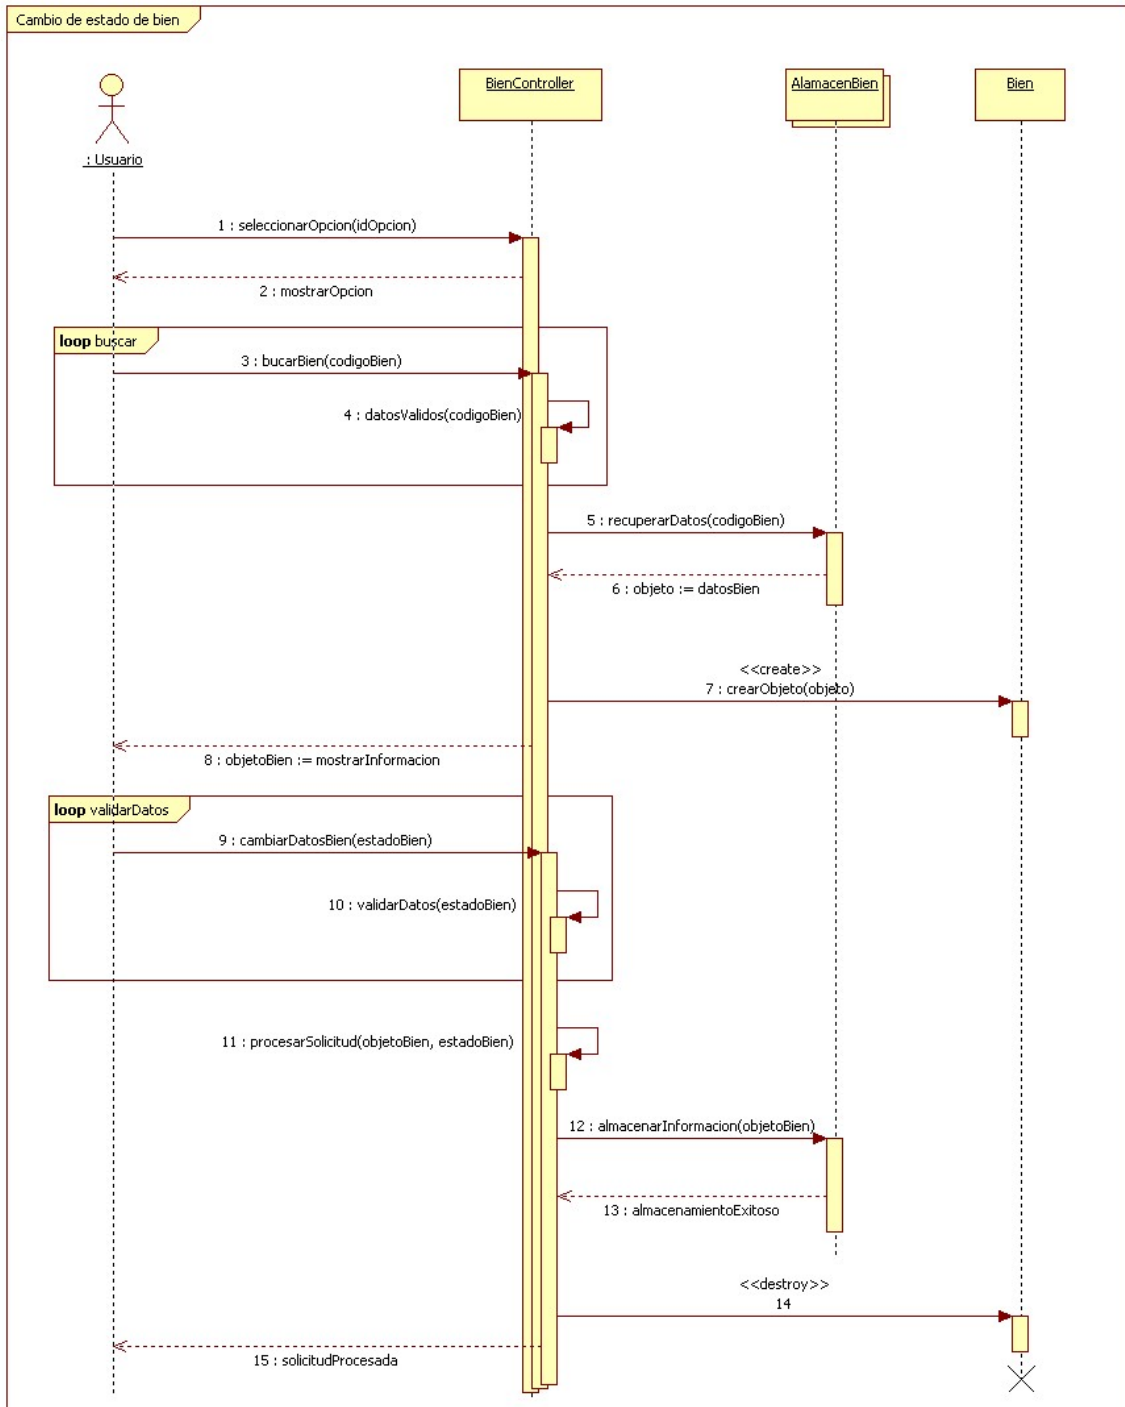 Cambio de estado de bien
: Usuario
BienController
AlamacenBien
Bien
1 : seleccionarOpcion(idOpcion)
2 : mostrarOpcion
loop buscar
3 : bucarBien(codigoBien)
4 : datosValidos(codigoBien)
5 : recuperarDatos(codigoBien)
6 : objeto := datosBien
<<create>>
7 : crearObjeto(objeto)
8 : objetoBien := mostrarInformacion
loop validarDatos
9 : cambiarDatosBien(estadoBien)
10 : validarDatos(estadoBien)
11 : procesarSolicitud(objetoBien, estadoBien)
12 : almacenarInformacion(objetoBien)
13 : almacenamientoExitoso
<<destroy>>
14
15 : solicitudProcesada